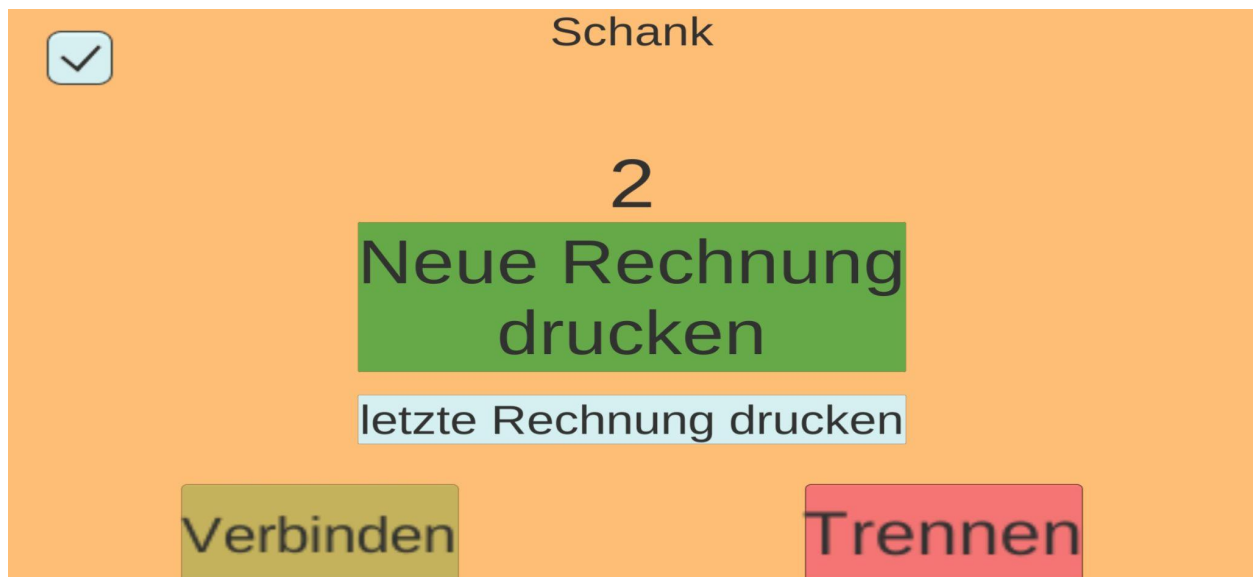 Schank
2
Neue Rechnung
drucken
letzte Rechnung drucken
Verbinden
Trennen